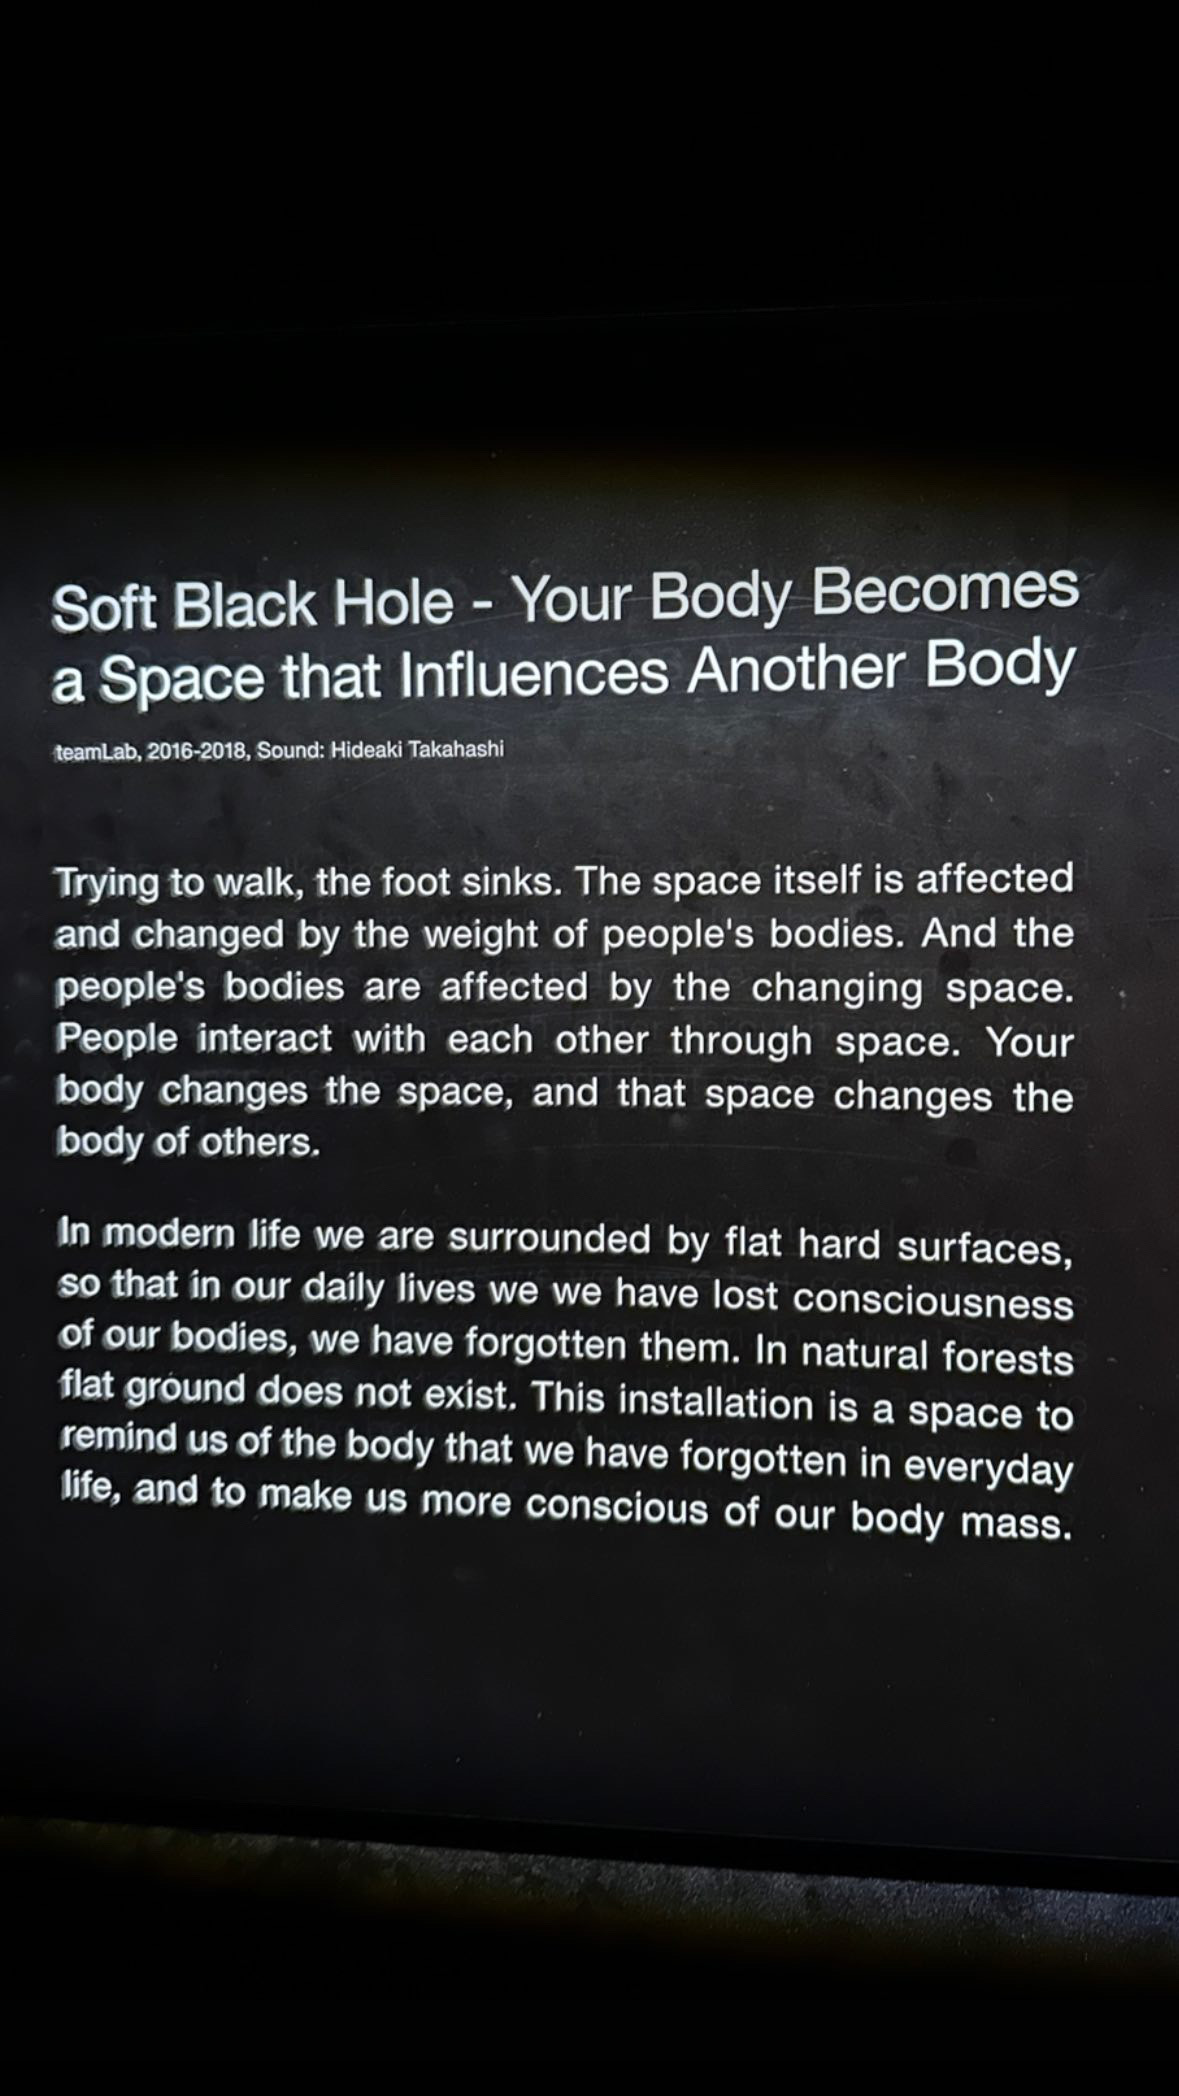 Soft Black Hole - Your Body Becomes
a Space that Influences Another Body
teamLab, 2016-2018, Sound: Hideaki Takahashi
Trying to walk, the foot sinks. The space itself is affected
and changed by the weight of people's bodies. And the
people's bodies are affected by the changing space.
People interact with each other through space. Your
body changes the space, and that space changes the
body of others.
In modern life we are surrounded by flat hard surfaces,
so that in our daily lives we we have lost consciousness
of our bodies, we have forgotten them. In natural forests
flat ground does not exist. This installation is a space to
remind us of the body that we have forgotten in everyday
life, and to make us more conscious of our body mass.